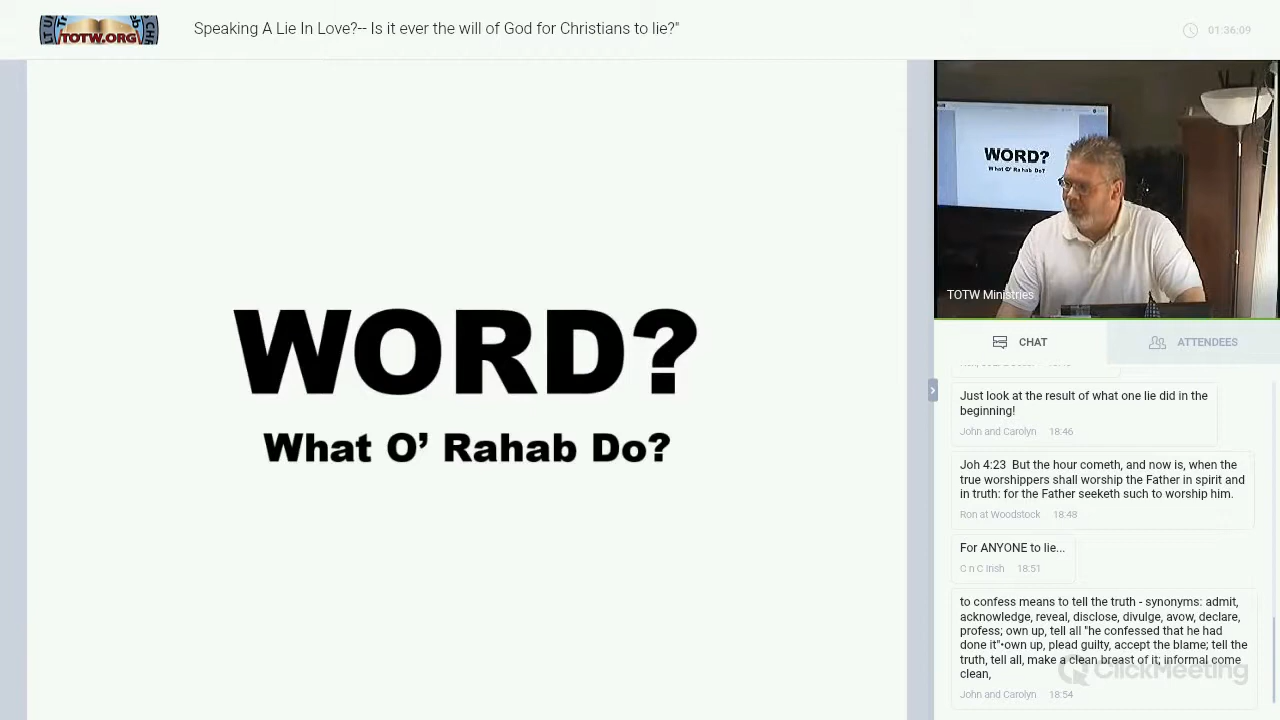 TOTW.ORG
Speaking A Lie In Love?-- Is it ever the will of God for Christians to lie?"
01:36:09
WORD?
What O’ Rahab Do?
WORD?
What O' Rahab Do?
TOTW Ministries
CHAT
ATTENDEES
Just look at the result of what one lie did in the
beginning!
John and Carolyn 18:46
Joh 4:23 But the hour cometh, and now is, when the
true worshippers shall worship the Father in spirit and
in truth: for the Father seeketh such to worship him.
Ron at Woodstock 18:48
For ANYONE to lie...
C n C Irish 18:51
to confess means to tell the truth - synonyms: admit,
acknowledge, reveal, disclose, divulge, avow, declare,
profess; own up, tell all "he confessed that he had
done it"•own up, plead guilty, accept the blame; tell the
truth, tell all, make a clean breast of it; informal come
clean,
John and Carolyn 18:54
ClickMeeting